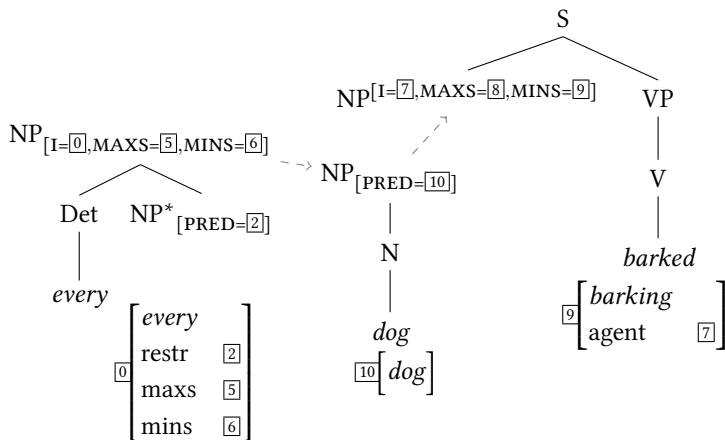 S
NP[I=7,MAXS=8,MINS=9] VP
NP[I=0,MAXS=5,MINS=6]
NP[PRED=10] V
Det NP*[PRED=2]
N
barked
every
dog
9 [barking
agent 7]
0 [every
restr 2
maxs 5
mins 6]
10 [dog]